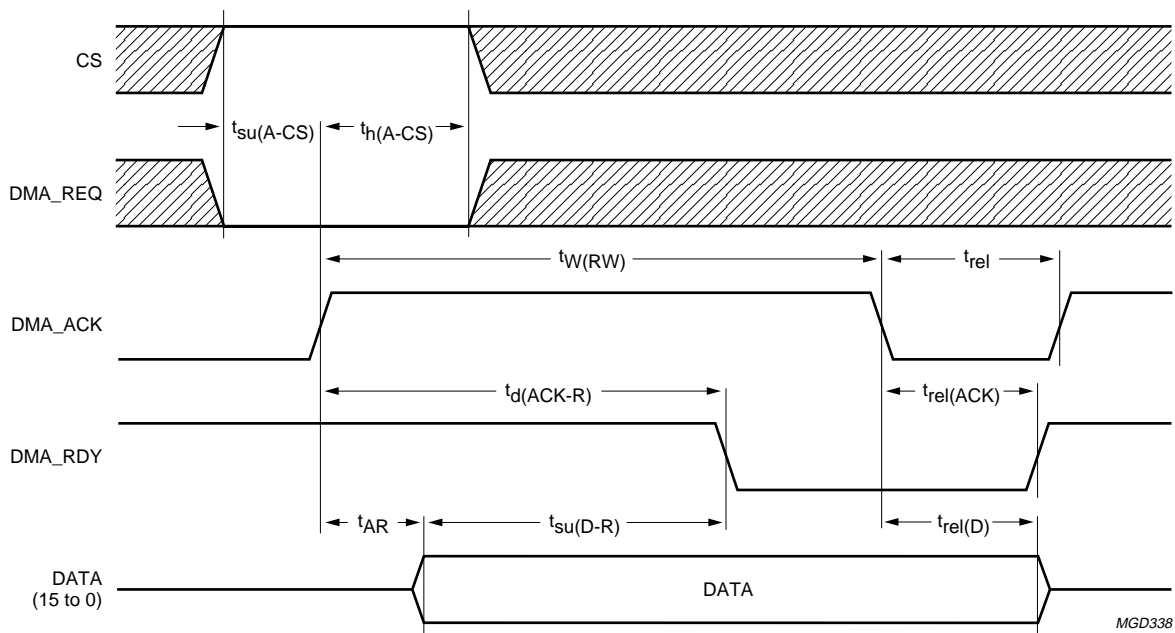 CS
tsu(A-CS) th(A-CS)
DMA_REQ
tW(RW) trel
DMA_ACK
td(ACK-R) trel(ACK)
DMA_RDY
tAR tsu(D-R) trel(D)
DATA
(15 to 0)
DATA
MGD338